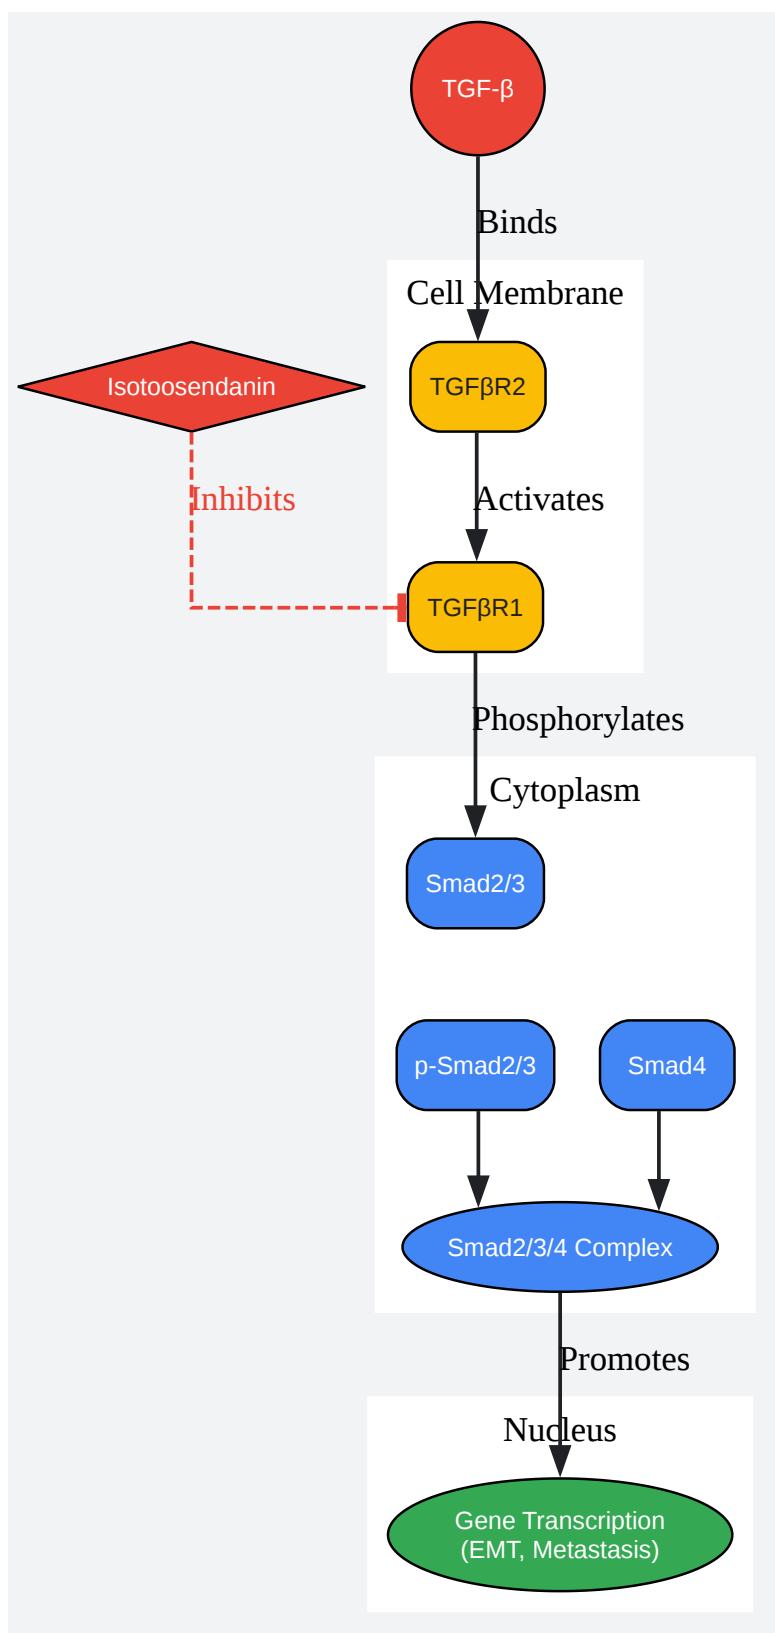 TGF-β
Binds
Cell Membrane
Isotoosendanin
TGFβR2
Inhibits
Activates
TGFβR1
Phosphorylates
Cytoplasm
Smad2/3
p-Smad2/3
Smad4
Smad2/3/4 Complex
Promotes
Nucleus
Gene Transcription
(EMT, Metastasis)